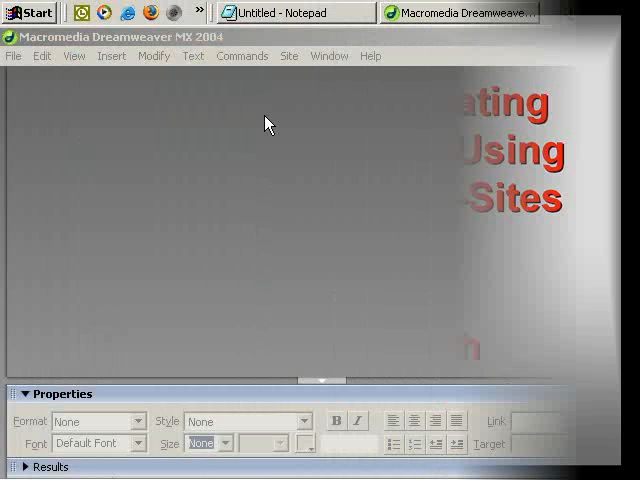 Start
»
Untitled - Notepad
Macromedia Dreamweaver...
Macromedia Dreamweaver MX 2004
File Edit View Insert Modify Text Commands Site Window Help
ating
Using
-Sites
h
Properties
Format None Style None B I Link
Font Default Font Size None Target
Results